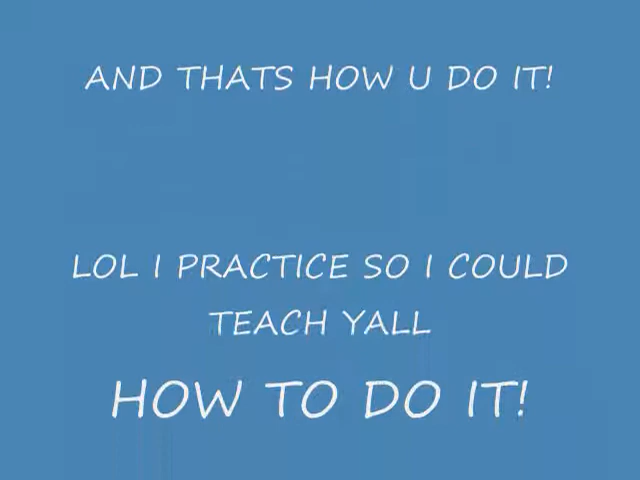 AND THATS HOW U DO IT!
LOL I PRACTICE SO I COULD
TEACH YALL
HOW TO DO IT!